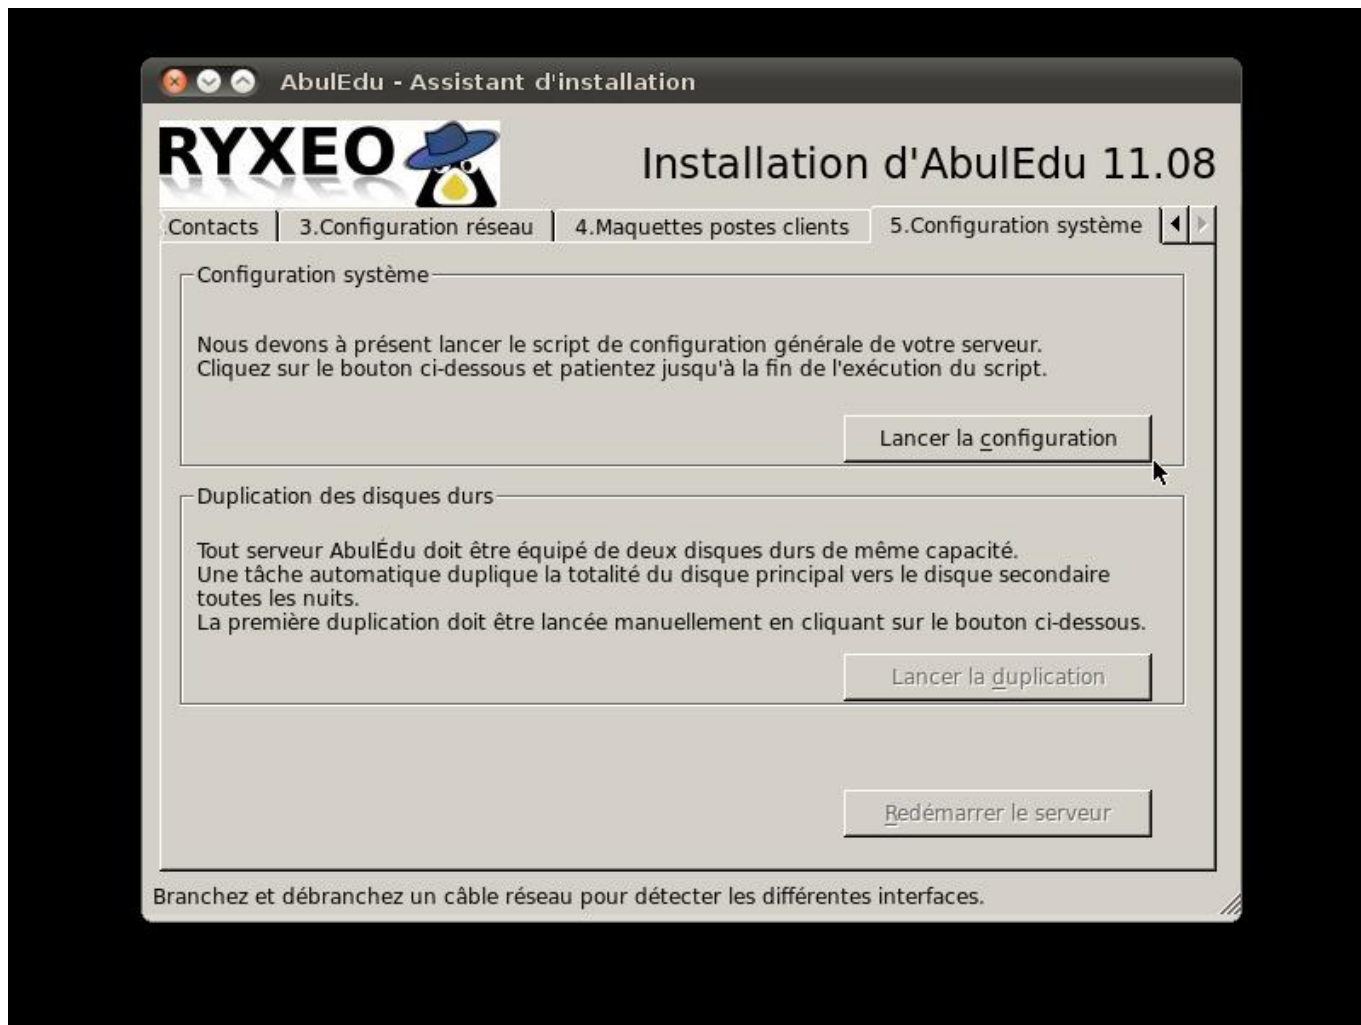 AbulEdu - Assistant d'installation
RYXEO
Installation d'AbulEdu 11.08
.Contacts
3.Configuration réseau
4.Maquettes postes clients
5.Configuration système
Configuration système
Nous devons à présent lancer le script de configuration générale de votre serveur.
Cliquez sur le bouton ci-dessous et patientez jusqu'à la fin de l'exécution du script.
Lancer la configuration
Duplication des disques durs
Tout serveur AbulÉdu doit être équipé de deux disques durs de même capacité.
Une tâche automatique duplique la totalité du disque principal vers le disque secondaire
toutes les nuits.
La première duplication doit être lancée manuellement en cliquant sur le bouton ci-dessous.
Lancer la duplication
Redémarrer le serveur
Branchez et débranchez un câble réseau pour détecter les différentes interfaces.